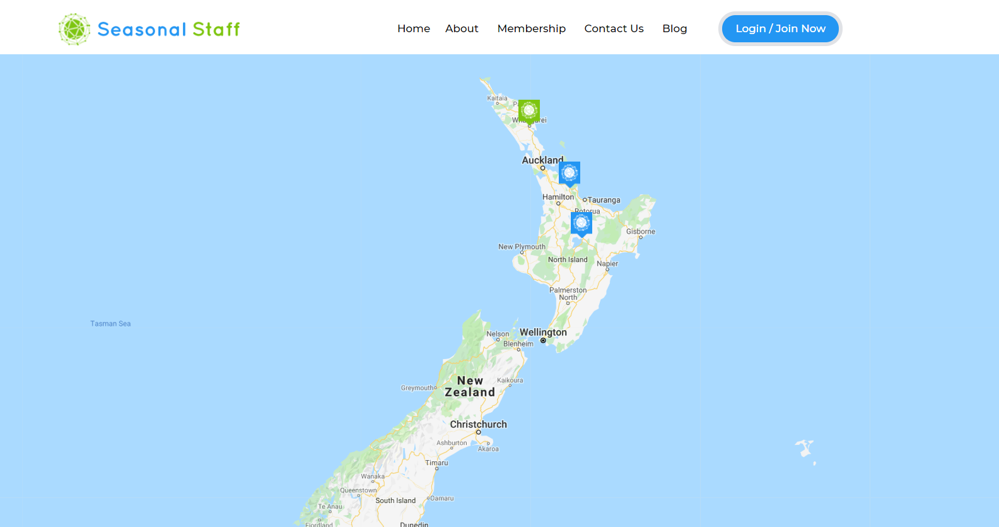 Seasonal Staff
Home
About
Membership
Contact Us
Blog
Login / Join Now
Kaitaia
Auckland
Hamilton
Tauranga
Rotorua
Gisborne
New Plymouth
North Island
Napier
Palmerston
North
Tasman Sea
Wellington
Nelson
Blenheim
New
Zealand
Kaikoura
Greymouth
Christchurch
Ashburton
Akaroa
Timaru
Wanaka
Queenstown
South Island
Oamaru
Te Anau
Fiordland
Dunedin